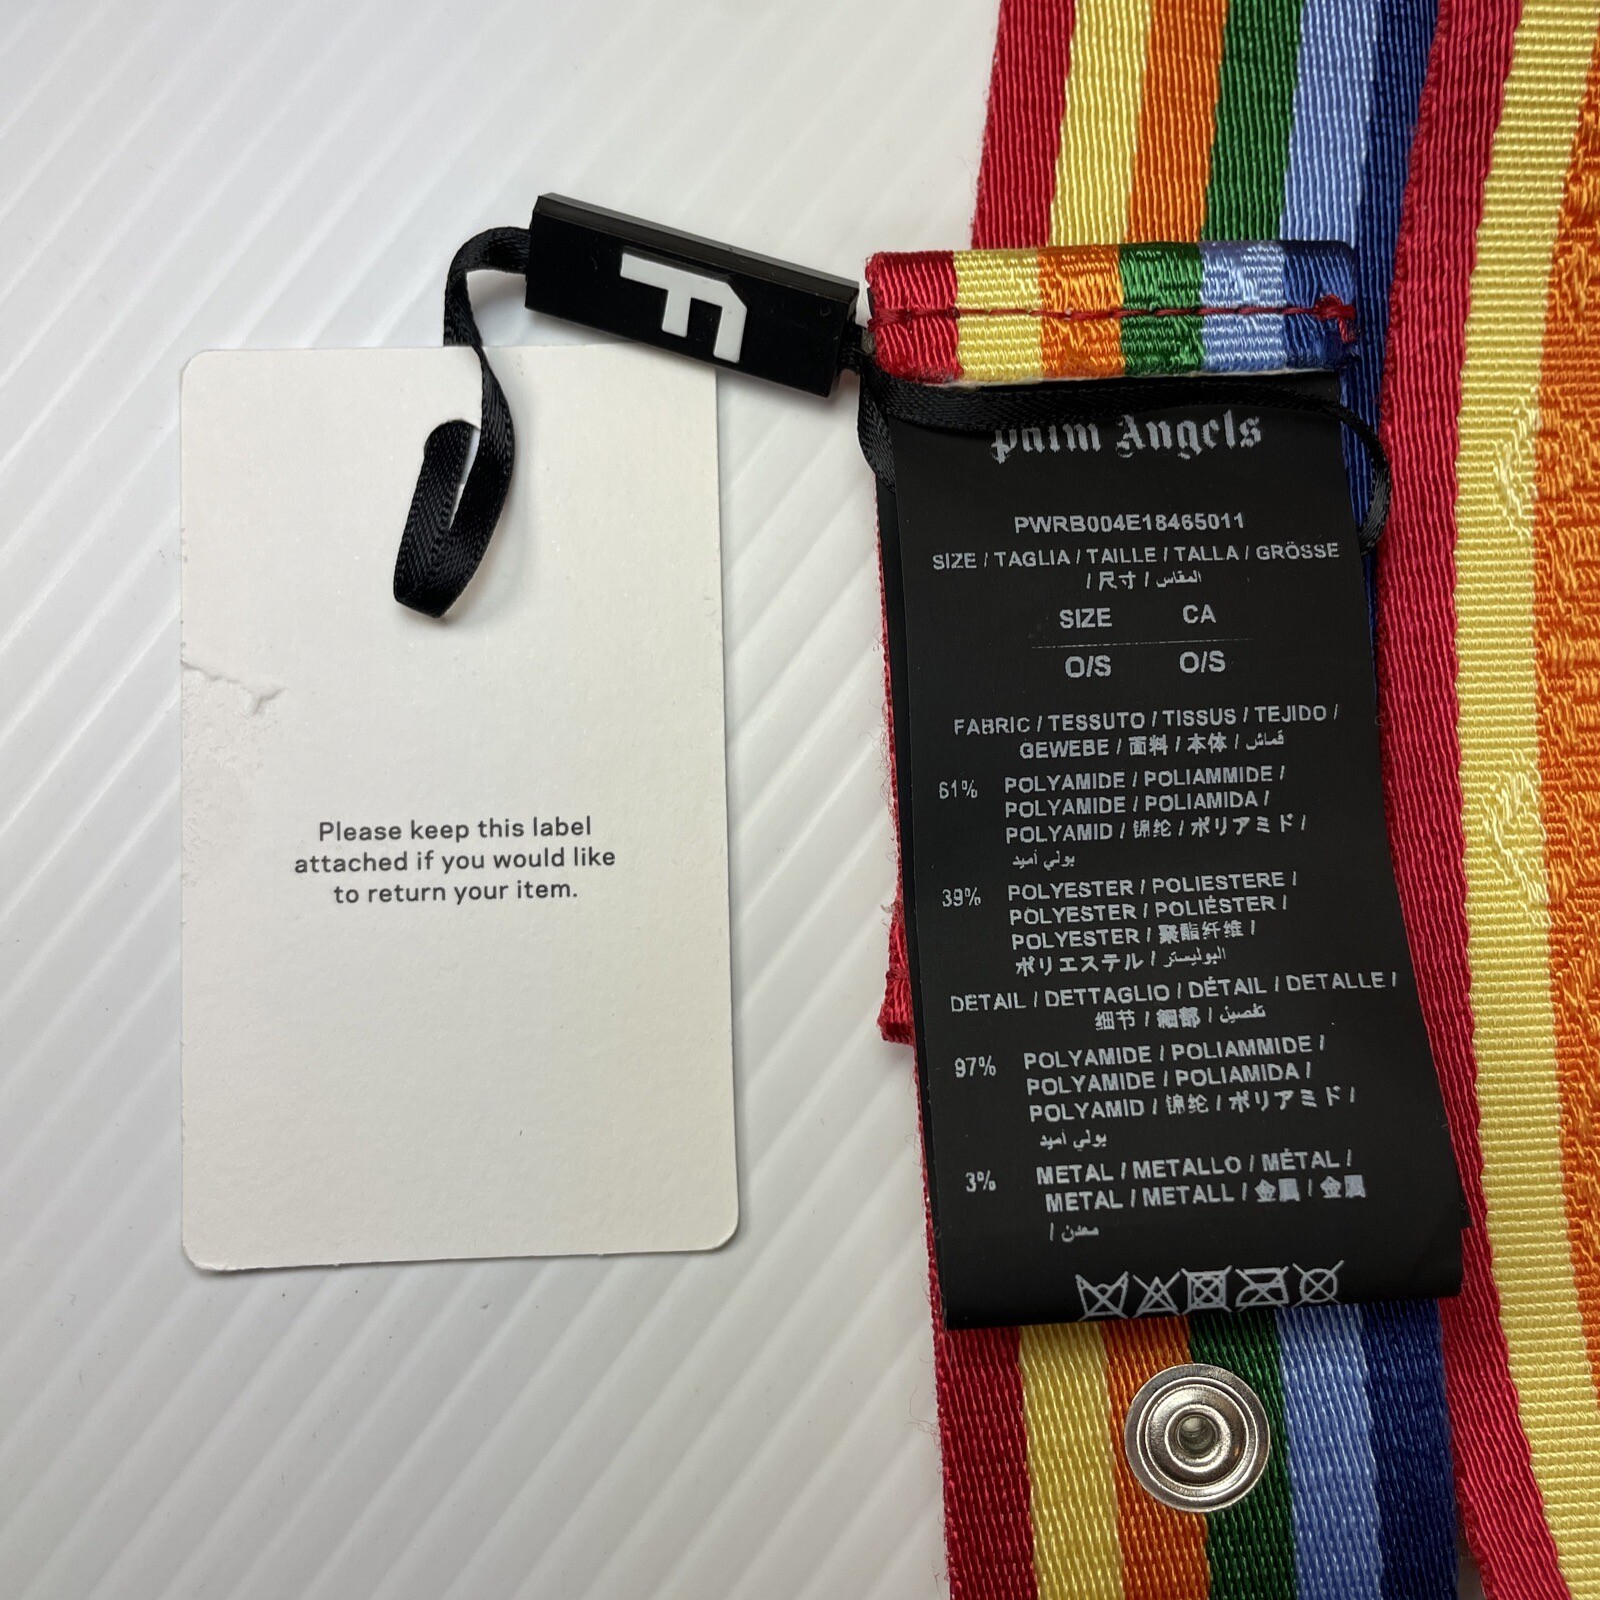 F
Please keep this label
attached if you would like
to return your item.
Palm Angels
PWRB004E18465011
SIZE / TAGLIA / TAILLE / TALLA / GRÖSSE
/ 尺寸 / المقاس
SIZE CA
O/S O/S
FABRIC / TESSUTO / TISSUS / TEJIDO /
GEWEBE / 面料 / 本体 / قماش
61% POLYAMIDE / POLIAMMIDE /
POLYAMIDE / POLIAMIDA /
POLYAMID / 锦纶 / ポリアミド /
بولي أميد
39% POLYESTER / POLIESTERE /
POLYESTER / POLIÉSTER /
POLYESTER / 聚酯纤维 /
ポリエステル / البوليستر
DETAIL / DETTAGLIO / DÉTAIL / DETALLE /
细节 / 細部 / تفصيل
97% POLYAMIDE / POLIAMMIDE /
POLYAMIDE / POLIAMIDA /
POLYAMID / 锦纶 / ポリアミド /
بولي أميد
3% METAL / METALLO / MÉTAL /
METAL / METALL / 金属 / 金属
/ معدن